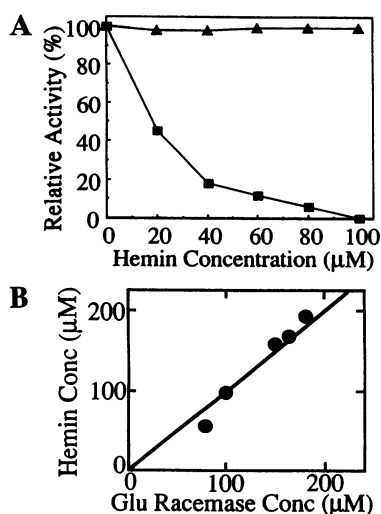 A
Relative Activity (%)
100
80
60
40
20
0
0 20 40 60 80 100
Hemin Concentration (μM)
B
Hemin Conc (μM)
200
100
0
0 100 200
Glu Racemase Conc (μM)